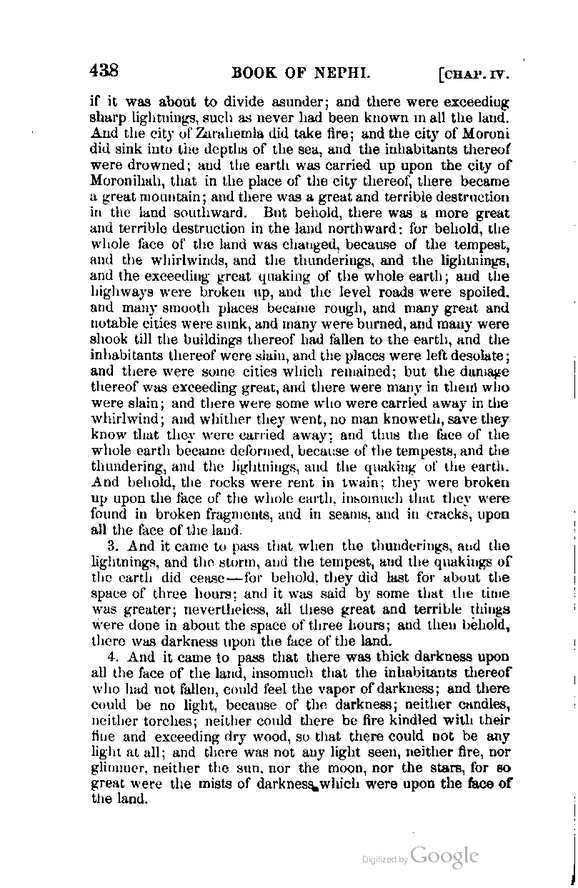 438 BOOK OF NEPHI. [CHAP. IV.
if it was about to divide asunder; and there were exceeding
sharp lightnings, such as never had been known in all the land.
And the city of Zarahemla did take fire; and the city of Moroni
did sink into the depths of the sea, and the inhabitants thereof
were drowned; and the earth was carried up upon the city of
Moronihah, that in the place of the city thereof, there became
a great mountain; and there was a great and terrible destruction
in the land southward. But behold, there was a more great
and terrible destruction in the land northward: for behold, the
whole face of the land was changed, because of the tempest,
and the whirlwinds, and the thunderings, and the lightnings,
and the exceeding great quaking of the whole earth; and the
highways were broken up, and the level roads were spoiled.
and many smooth places became rough, and many great and
notable cities were sunk, and many were burned, and many were
shook till the buildings thereof had fallen to the earth, and the
inhabitants thereof were slain, and the places were left desolate;
and there were some cities which remained; but the damage
thereof was exceeding great, and there were many in them who
were slain; and there were some who were carried away in the
whirlwind; and whither they went, no man knoweth, save they
know that they were carried away; and thus the face of the
whole earth became deformed, because of the tempests, and the
thundering, and the lightnings, and the quaking of the earth.
And behold, the rocks were rent in twain; they were broken
up upon the face of the whole earth, insomuch that they were
found in broken fragments, and in seams, and in cracks, upon
all the face of the land.
3. And it came to pass that when the thunderings, and the
lightnings, and the storm, and the tempest, and the quakings of
the earth did cease—for behold, they did last for about the
space of three hours; and it was said by some that the time
was greater; nevertheless, all these great and terrible things
were done in about the space of three hours; and then behold,
there was darkness upon the face of the land.
4. And it came to pass that there was thick darkness upon
all the face of the land, insomuch that the inhabitants thereof
who had not fallen, could feel the vapor of darkness; and there
could be no light, because of the darkness; neither candles,
neither torches; neither could there be fire kindled with their
fine and exceeding dry wood, so that there could not be any
light at all; and there was not any light seen, neither fire, nor
glimmer, neither the sun, nor the moon, nor the stars, for so
great were the mists of darkness which were upon the face of
the land.
Digitized by Google